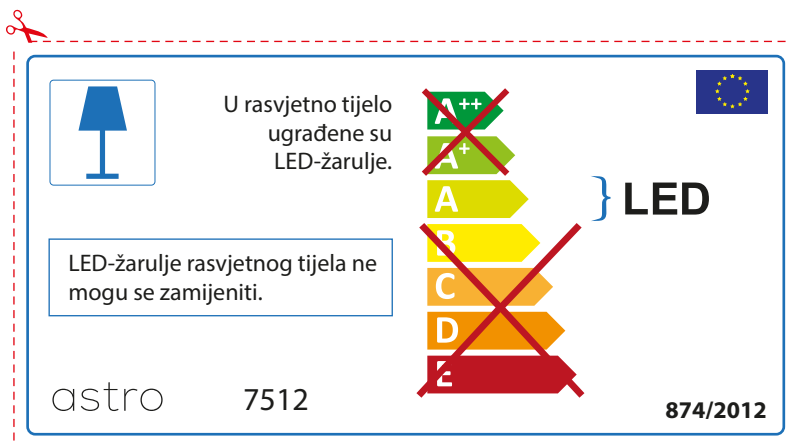 U rasvjetno tijelo
ugrađene su
LED-žarulje.
A++
A+
A
B
C
D
E
LED
LED-žarulje rasvjetnog tijela ne
mogu se zamijeniti.
astro
7512
874/2012